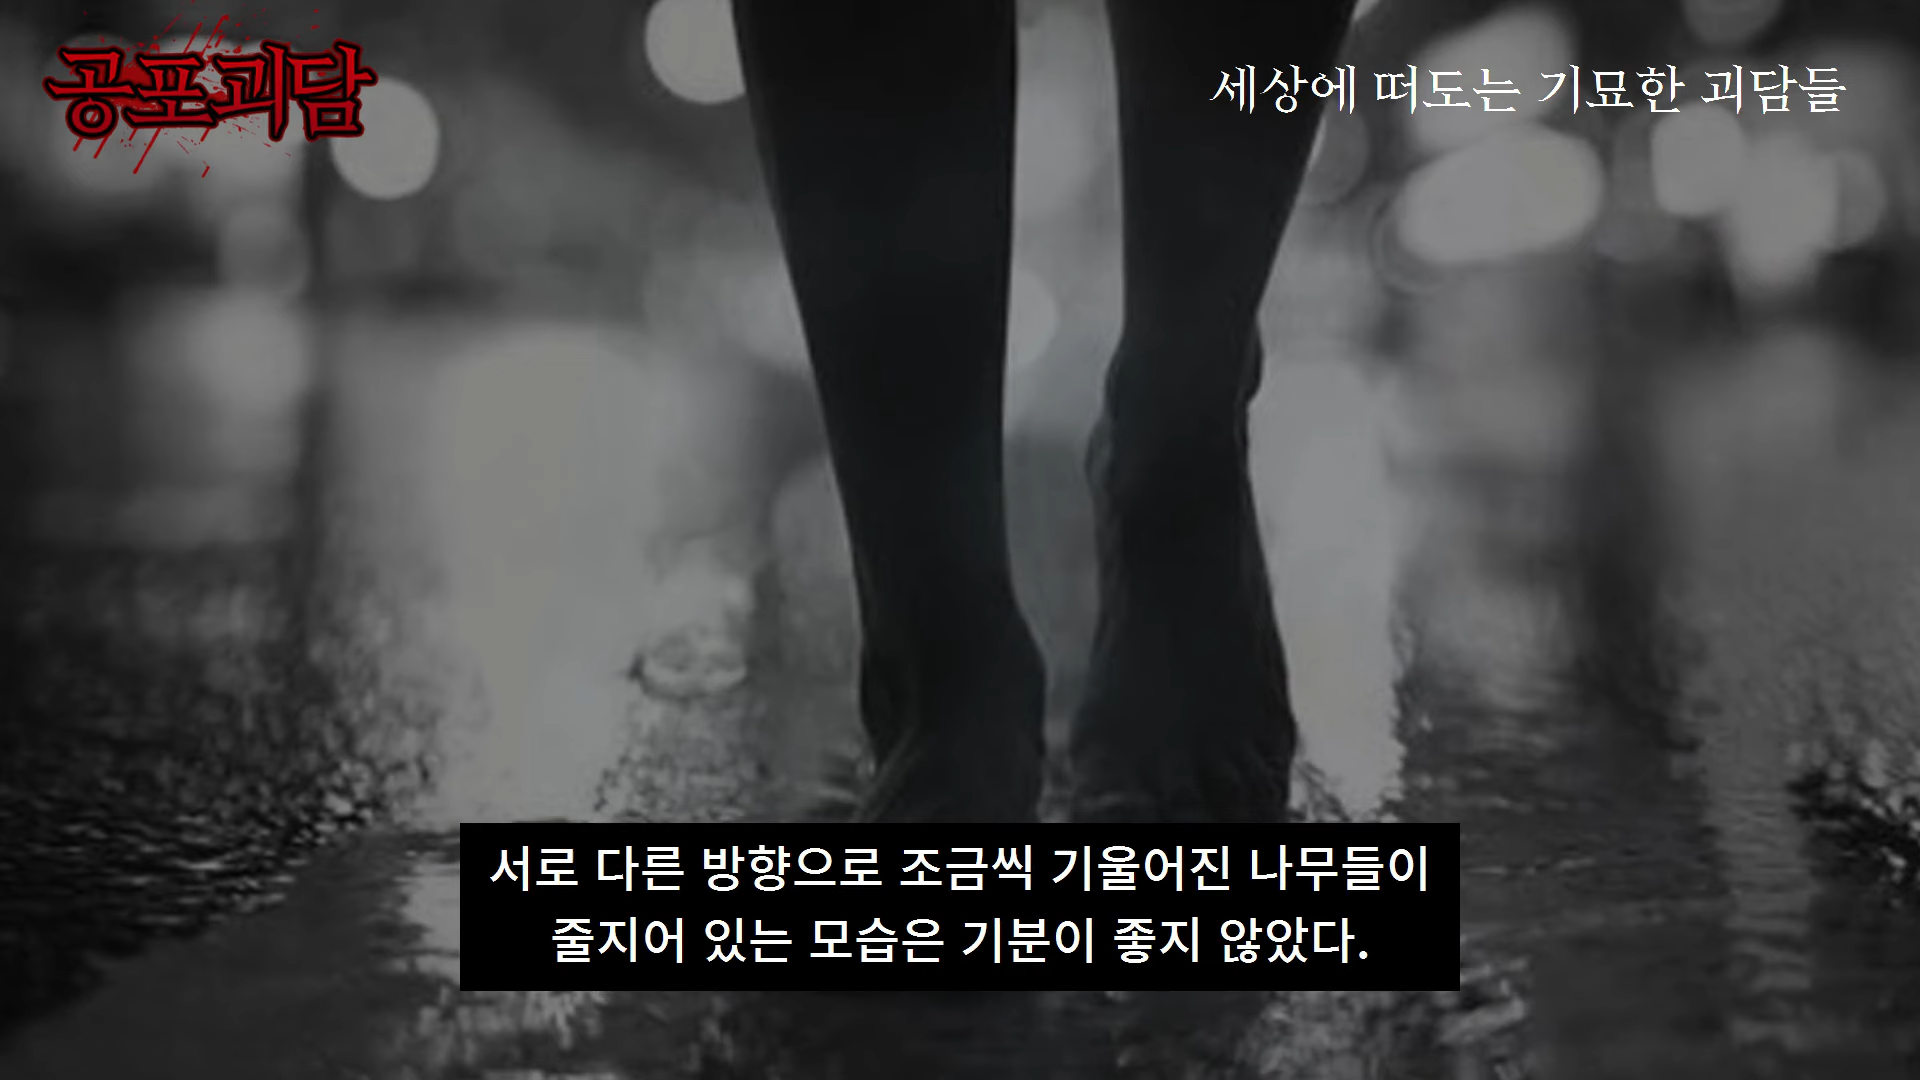 공포괴담
세상에 떠도는 기묘한 괴담들
서로 다른 방향으로 조금씩 기울어진 나무들이
줄지어 있는 모습은 기분이 좋지 않았다.